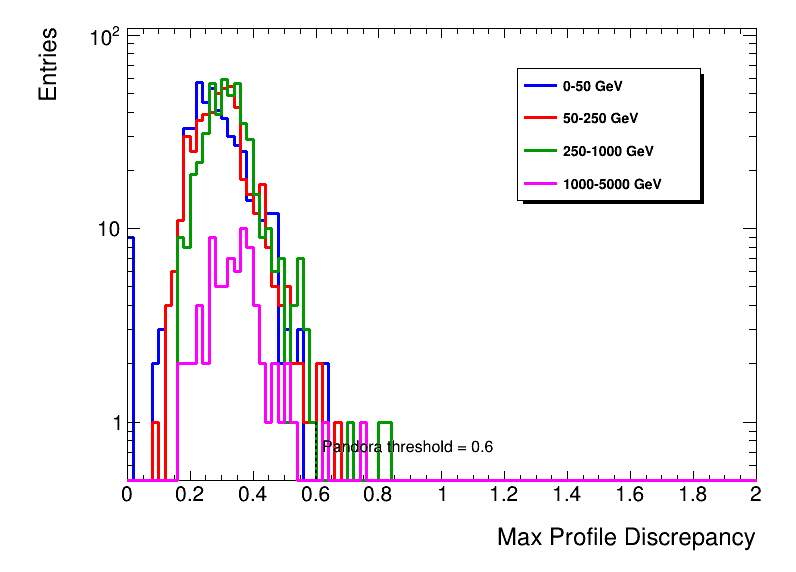 Entries
10²
10
1
0-50 GeV
50-250 GeV
250-1000 GeV
1000-5000 GeV
Pandora threshold = 0.6
0 0.2 0.4 0.6 0.8 1 1.2 1.4 1.6 1.8 2
Max Profile Discrepancy